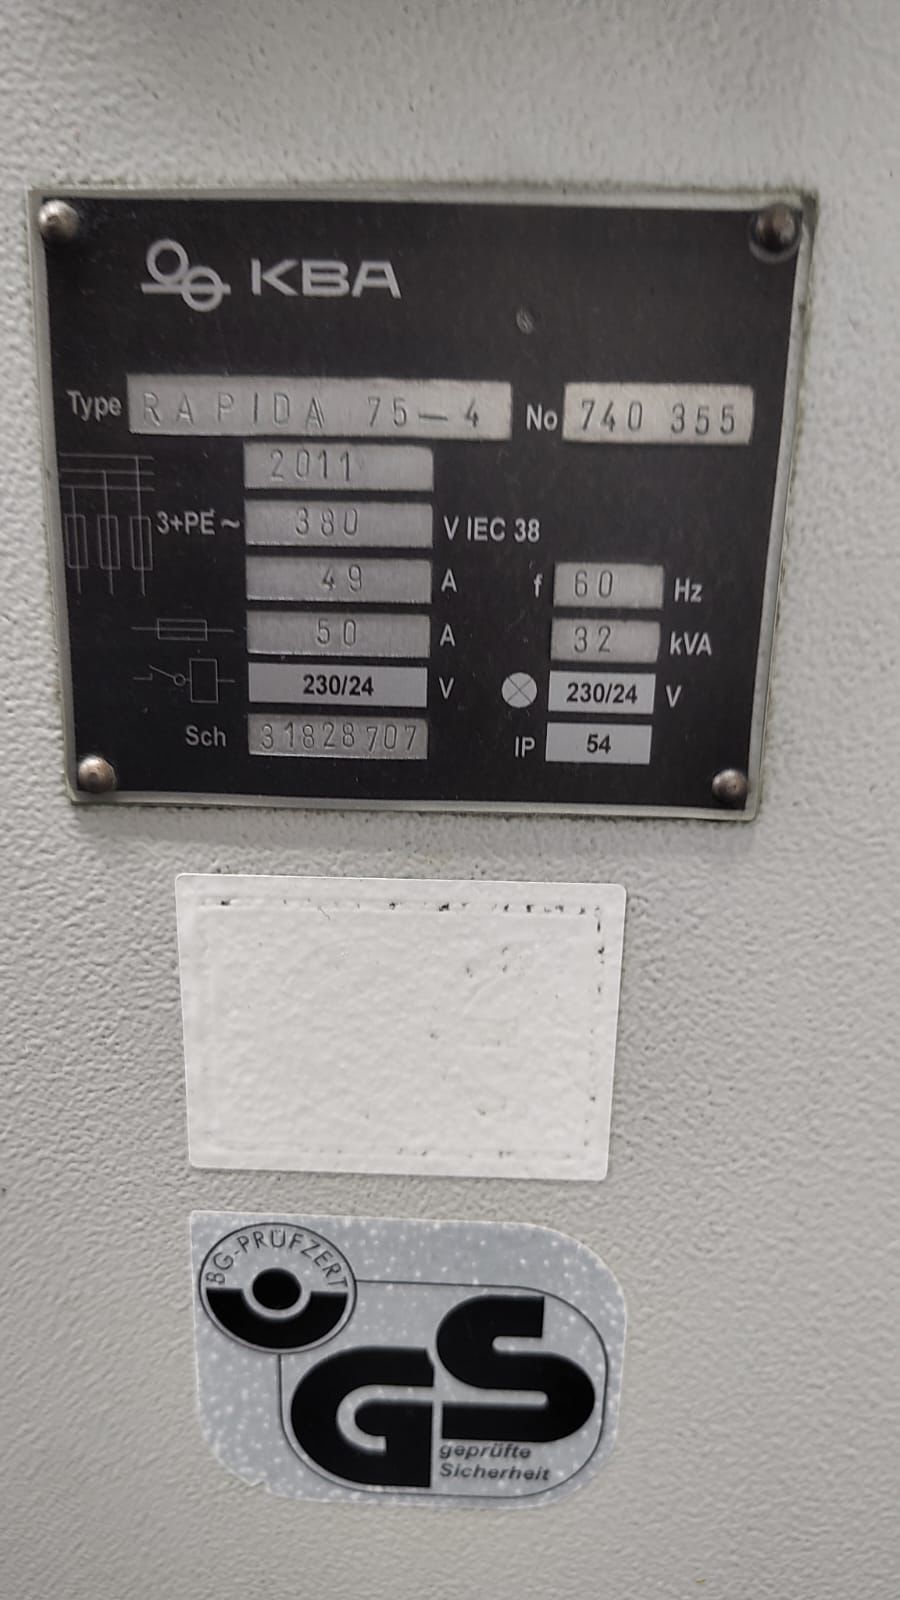 KBA
Type RAPIDA 75-4 No 740 355
2011
3+PE ~ 380 V IEC 38
49 A f 60 Hz
50 A 32 kVA
230/24 V 230/24 V
Sch 31828707 IP 54
BG-PRÜFZERT
GS
geprüfte
Sicherheit